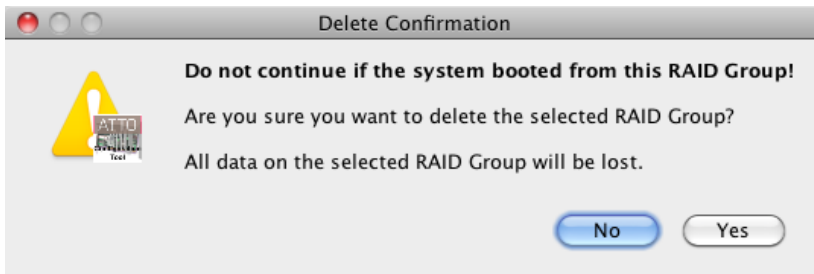 Delete Confirmation
Do not continue if the system booted from this RAID Group!
Are you sure you want to delete the selected RAID Group?
All data on the selected RAID Group will be lost.
ATTO
Tool
No
Yes